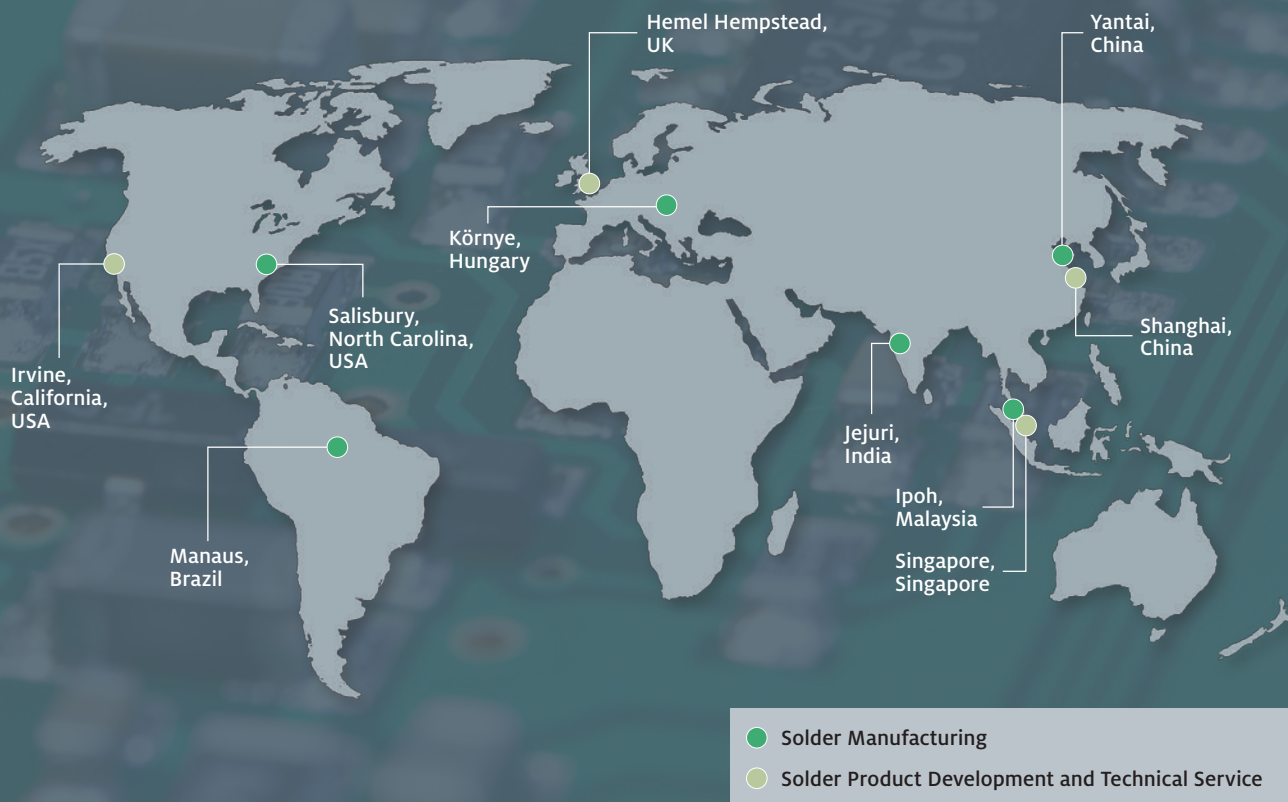 Hemel Hempstead,
UK
Yantai,
China
Környe,
Hungary
Salisbury,
North Carolina,
USA
Shanghai,
China
Irvine,
California,
USA
Jejuri,
India
Ipoh,
Malaysia
Manaus,
Brazil
Singapore,
Singapore
Solder Manufacturing
Solder Product Development and Technical Service